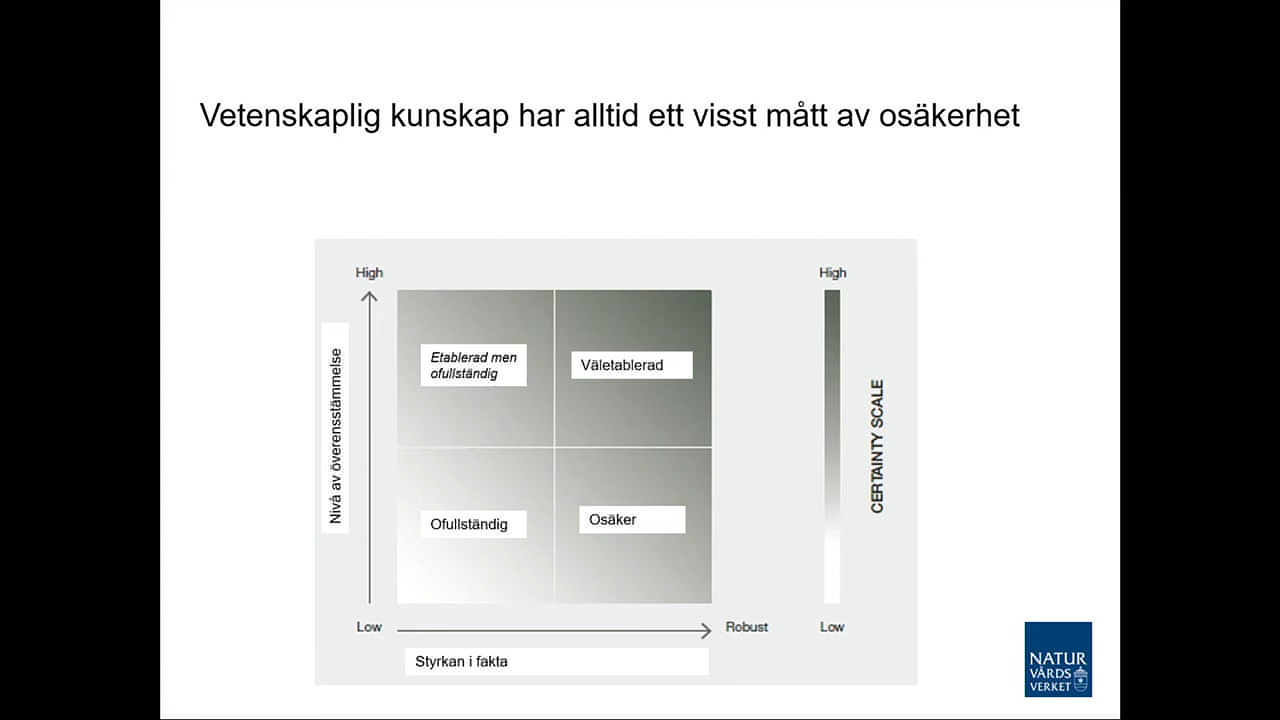 Vetenskaplig kunskap har alltid ett visst mått av osäkerhet
High
High
Nivå av överensstämmelse
Etablerad men
ofullständig
Väletablerad
CERTAINTY SCALE
Ofullständig
Osäker
Low
Robust
Low
Styrkan i fakta
NATUR
VÅRDS
VERKET